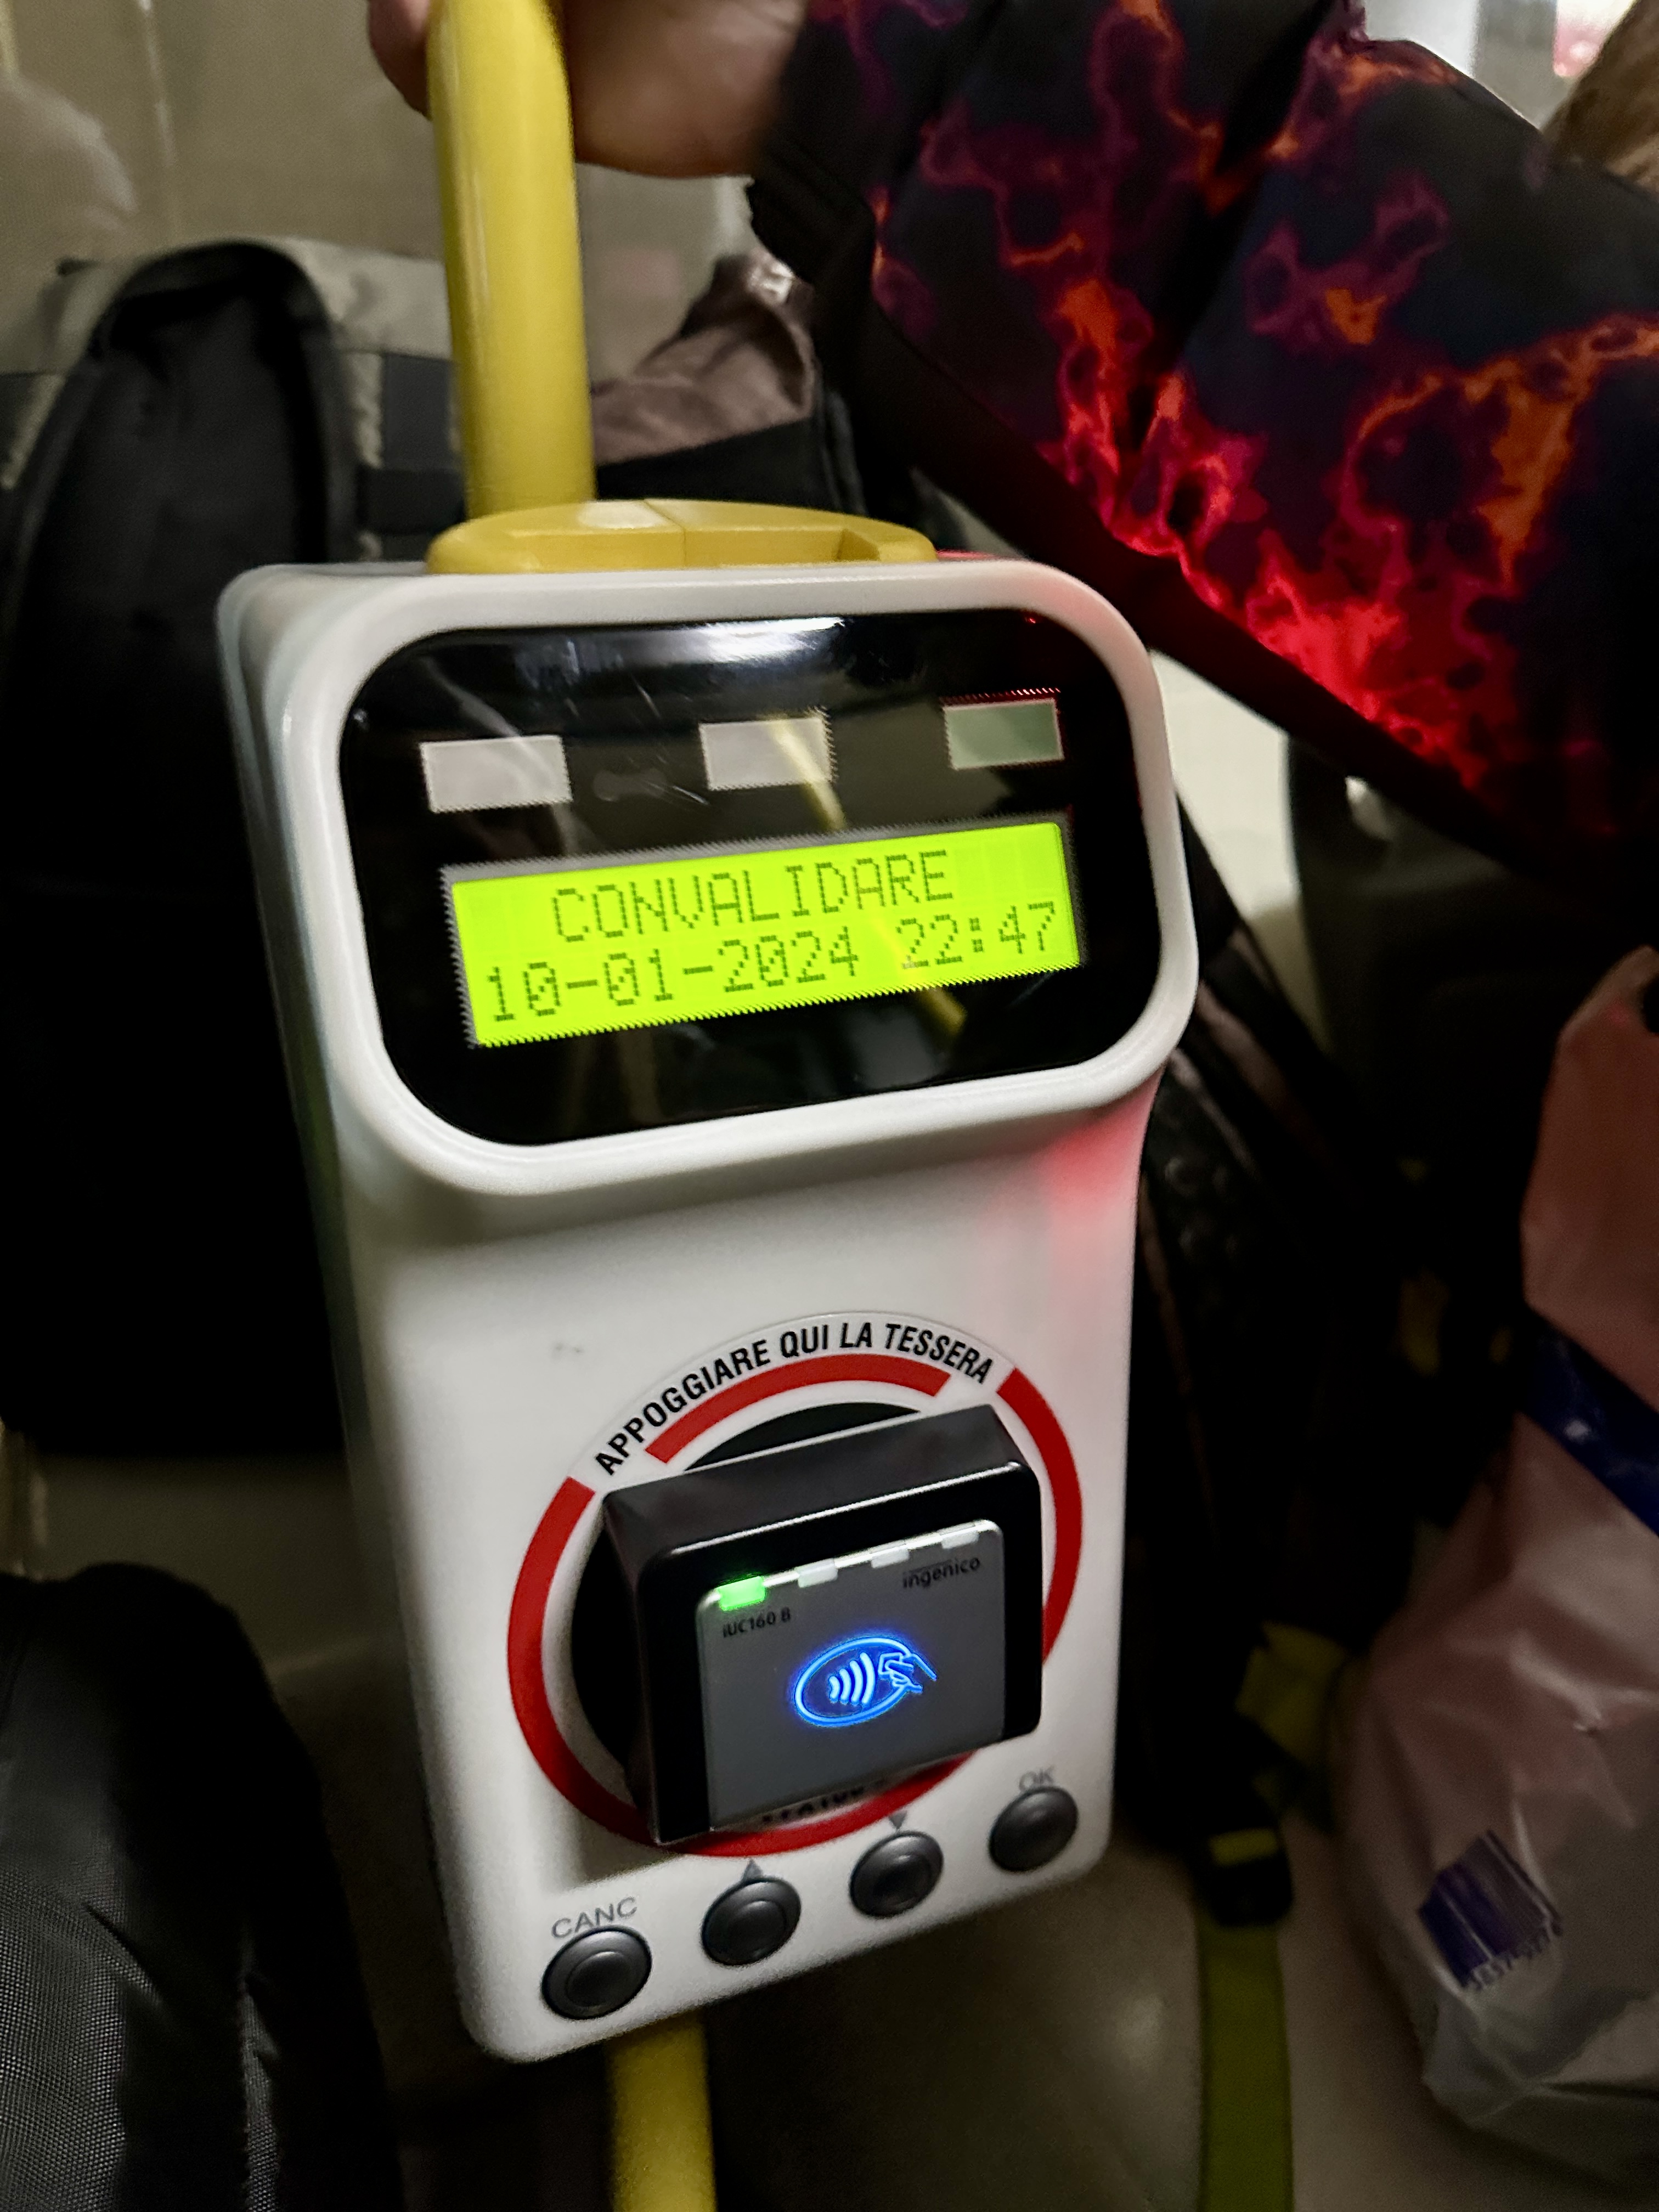 CONVALIDARE
10-01-2024 22:47
APPOGGIARE QUI LA TESSERA
ingenico
iUC160 B
OK
CANC